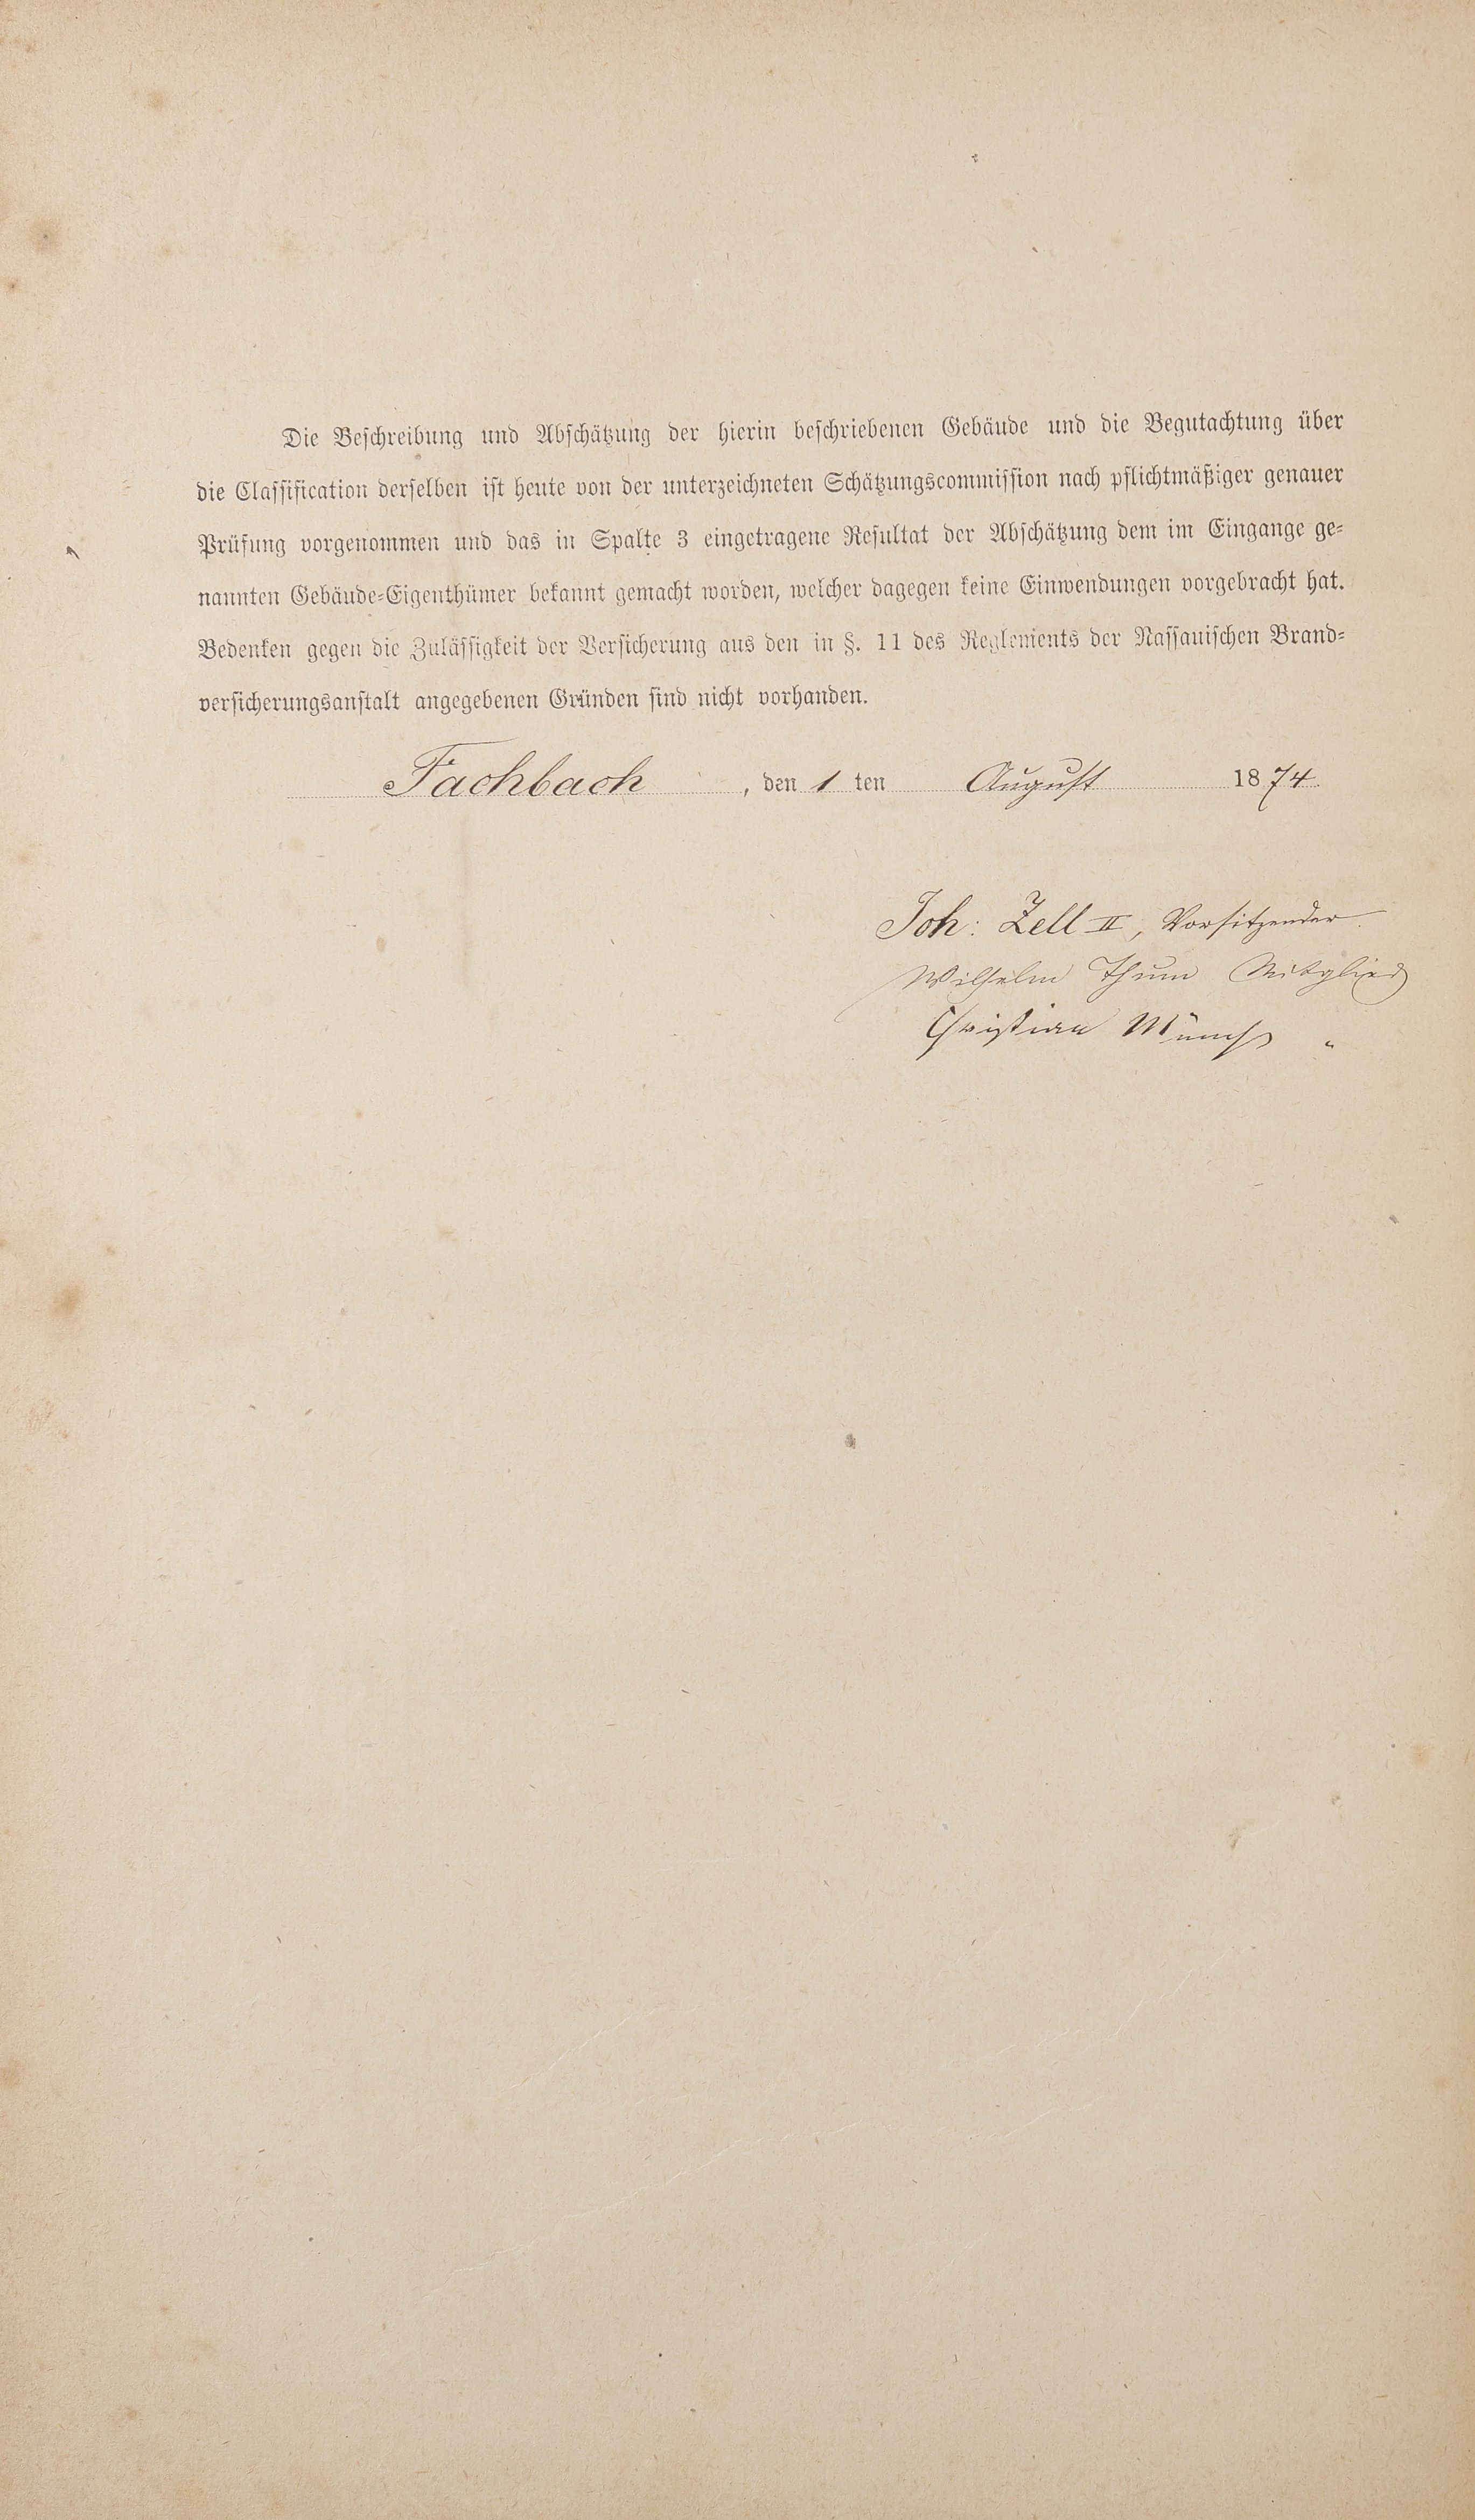 Die Beschreibung und Abschätzung der hierin beschriebenen Gebäude und die Begutachtung über
die Classification derselben ist heute von der unterzeichneten Schätzungscommission nach pflichtmäßiger genauer
Prüfung vorgenommen und das in Spalte 3 eingetragene Resultat der Abschätzung dem im Eingange ge-
nannten Gebäude-Eigenthümer bekannt gemacht worden, welcher dagegen keine Einwendungen vorgebracht hat.
Bedenken gegen die Zulässigkeit der Versicherung aus den in §. 11 des Reglements der Nassauischen Brand-
versicherungsanstalt angegebenen Gründen sind nicht vorhanden.
Fachbach, den 1 ten August 1874
Joh: Zell II, Vorsitzender
Wilhelm Thum Mitglied
Christian Münch "